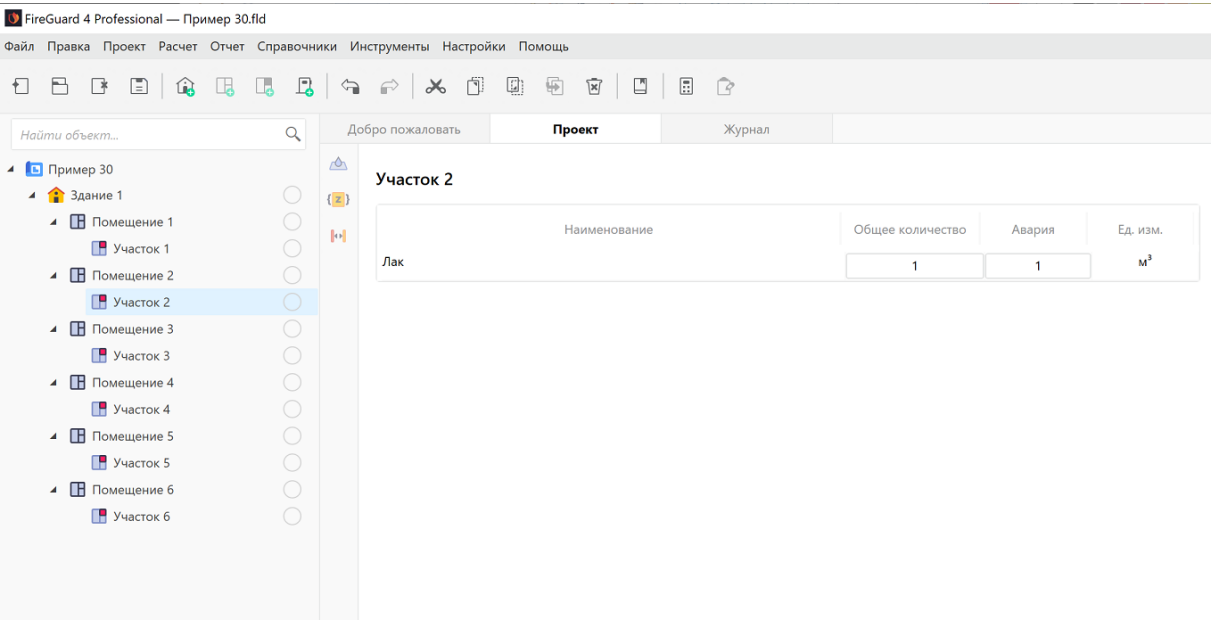 FireGuard 4 Professional — Пример 30.fld
Файл Правка Проект Расчет Отчет Справочники Инструменты Настройки Помощь
Найти объект...
Добро пожаловать Проект Журнал
Пример 30
Здание 1
Помещение 1
Участок 1
Помещение 2
Участок 2
Помещение 3
Участок 3
Помещение 4
Участок 4
Помещение 5
Участок 5
Помещение 6
Участок 6
{z}
Участок 2
Наименование Общее количество Авария Ед. изм.
Лак 1 1 м³